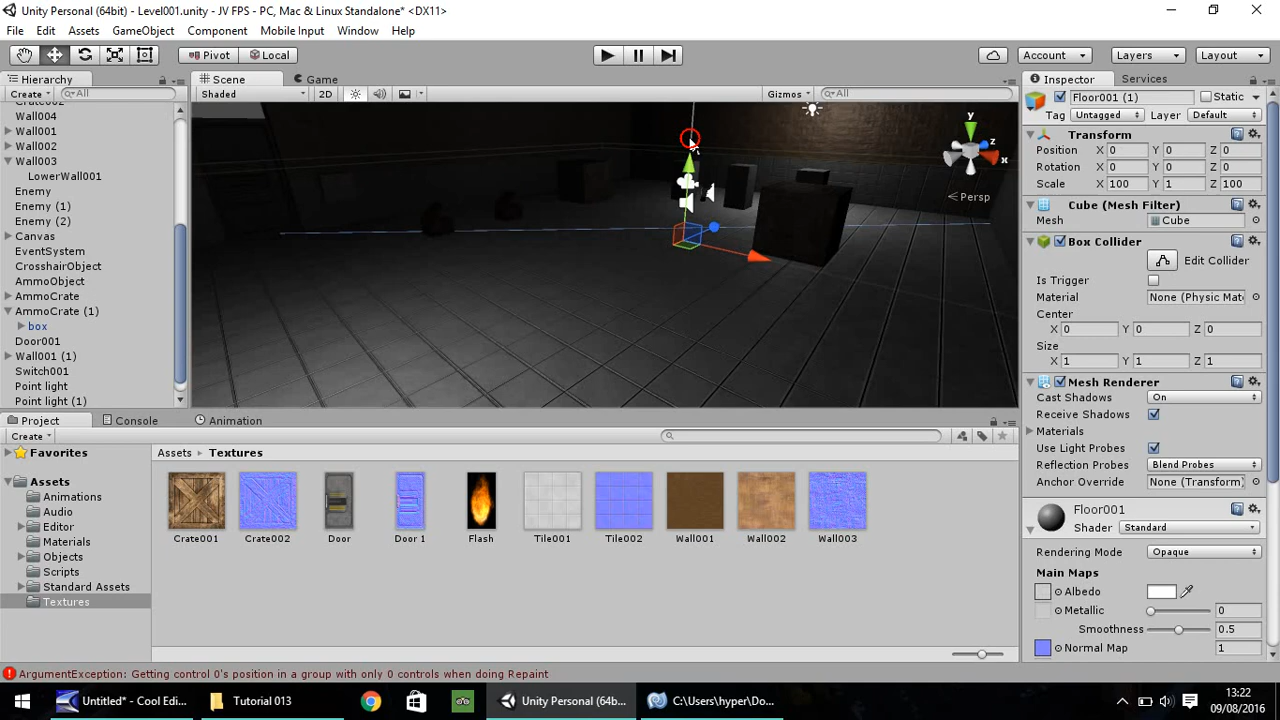 Unity Personal (64bit) - Level001.unity - JV FPS - PC, Mac & Linux Standalone* <DX11>
File Edit Assets GameObject Component Mobile Input Window Help
Pivot Local Account Layers Layout
Hierarchy Scene Game Inspector Services
Create All Shaded 2D Gizmos All Floor001 (1) Static
Tag Untagged Layer Default
Crate002
Wall004
Wall001
Wall002
Wall003
LowerWall001
Enemy
Enemy (1)
Enemy (2)
Canvas
EventSystem
CrosshairObject
AmmoObject
AmmoCrate
AmmoCrate (1)
box
Door001
Wall001 (1)
Switch001
Point light
Point light (1)
y
z
x
Persp
Transform
Position X 0 Y 0 Z 0
Rotation X 0 Y 0 Z 0
Scale X 100 Y 1 Z 100
Cube (Mesh Filter)
Mesh Cube
Box Collider
Edit Collider
Is Trigger
Material None (Physic Mat
Center
X 0 Y 0 Z 0
Size
X 1 Y 1 Z 1
Mesh Renderer
Cast Shadows On
Receive Shadows
Materials
Use Light Probes
Reflection Probes Blend Probes
Anchor Override None (Transform)
Floor001
Shader Standard
Rendering Mode Opaque
Main Maps
Albedo
Metallic 0
Smoothness 0.5
Normal Map 1
Project Console Animation
Create
Favorites
Assets
Animations
Audio
Editor
Materials
Objects
Scripts
Standard Assets
Textures
Assets Textures
Crate001 Crate002 Door Door 1 Flash Tile001 Tile002 Wall001 Wall002 Wall003
ArgumentException: Getting control 0's position in a group with only 0 controls when doing Repaint
Untitled* - Cool Edi... Tutorial 013 Unity Personal (64b... C:\Users\hyper\Do...
13:22
09/08/2016